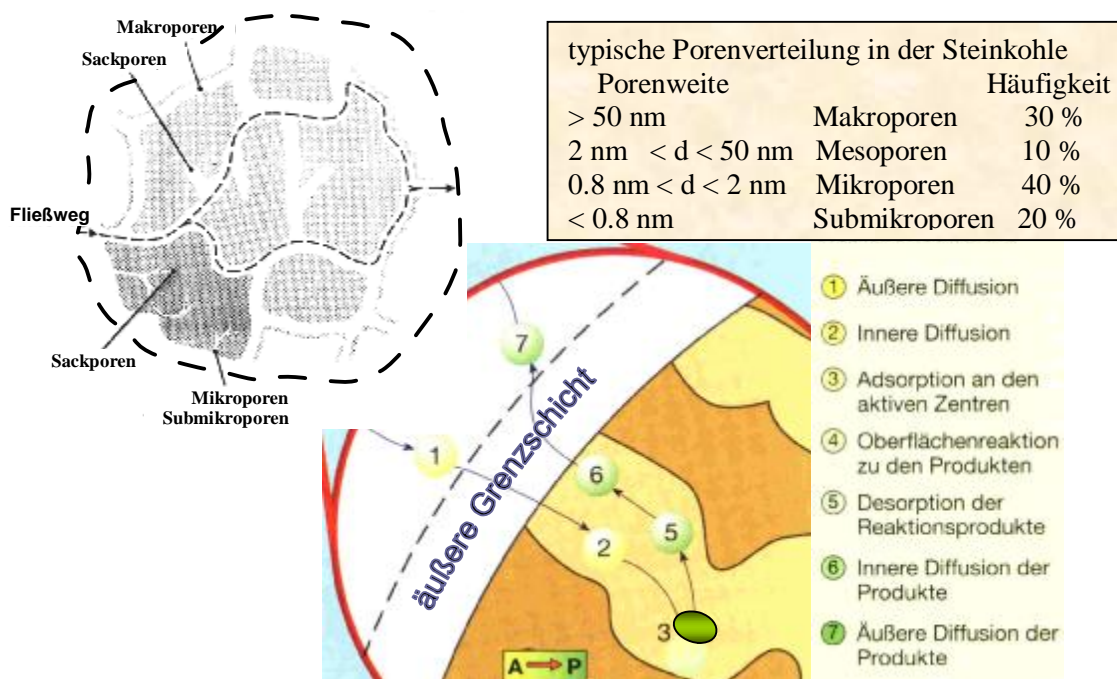 Makroporen
Sackporen
Fließweg
Sackporen
Mikroporen
Submikroporen
typische Porenverteilung in der Steinkohle
Porenweite Häufigkeit
> 50 nm Makroporen 30 %
2 nm < d < 50 nm Mesoporen 10 %
0.8 nm < d < 2 nm Mikroporen 40 %
< 0.8 nm Submikroporen 20 %
7
1
äußere Grenzschicht
6
2
5
3
A P
1 Äußere Diffusion
2 Innere Diffusion
3 Adsorption an den
aktiven Zentren
4 Oberflächenreaktion
zu den Produkten
5 Desorption der
Reaktionsprodukte
6 Innere Diffusion der
Produkte
7 Äußere Diffusion der
Produkte